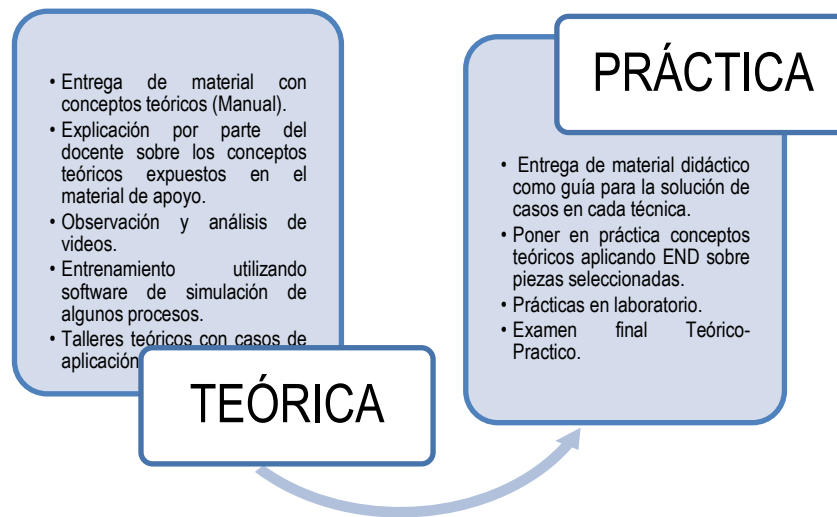 • Entrega de material con
conceptos teóricos (Manual).
• Explicación por parte del
docente sobre los conceptos
teóricos expuestos en el
material de apoyo.
• Observación y análisis de
videos.
• Entrenamiento utilizando
software de simulación de
algunos procesos.
• Talleres teóricos con casos de
aplicación
TEÓRICA
PRÁCTICA
• Entrega de material didáctico
como guía para la solución de
casos en cada técnica.
• Poner en práctica conceptos
teóricos aplicando END sobre
piezas seleccionadas.
• Prácticas en laboratorio.
• Examen final Teórico-
Practico.